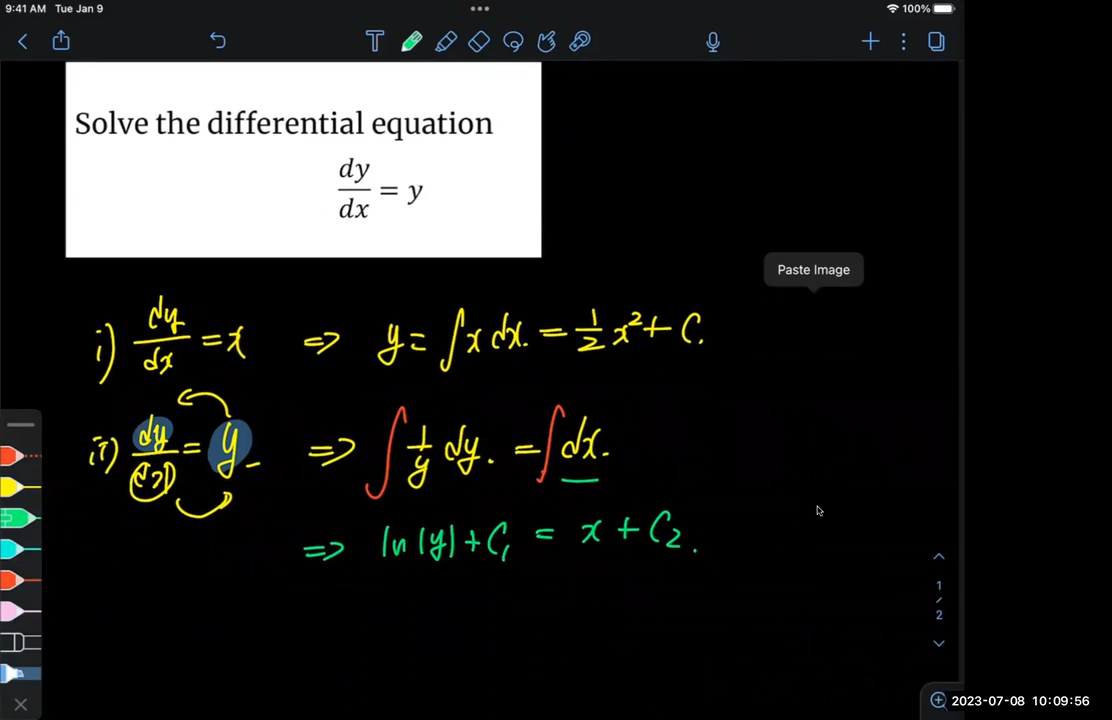 9:41 AM Tue Jan 9
100%
Solve the differential equation
dy/dx = y
Paste Image
i) dy/dx = x ⇒ y = ∫ x dx. = 1/2 x² + C.
ii) dy/dx = y ⇒ ∫ 1/y dy. = ∫ dx.
⇒ ln |y| + C₁ = x + C₂.
1
/
2
2023-07-08 10:09:56